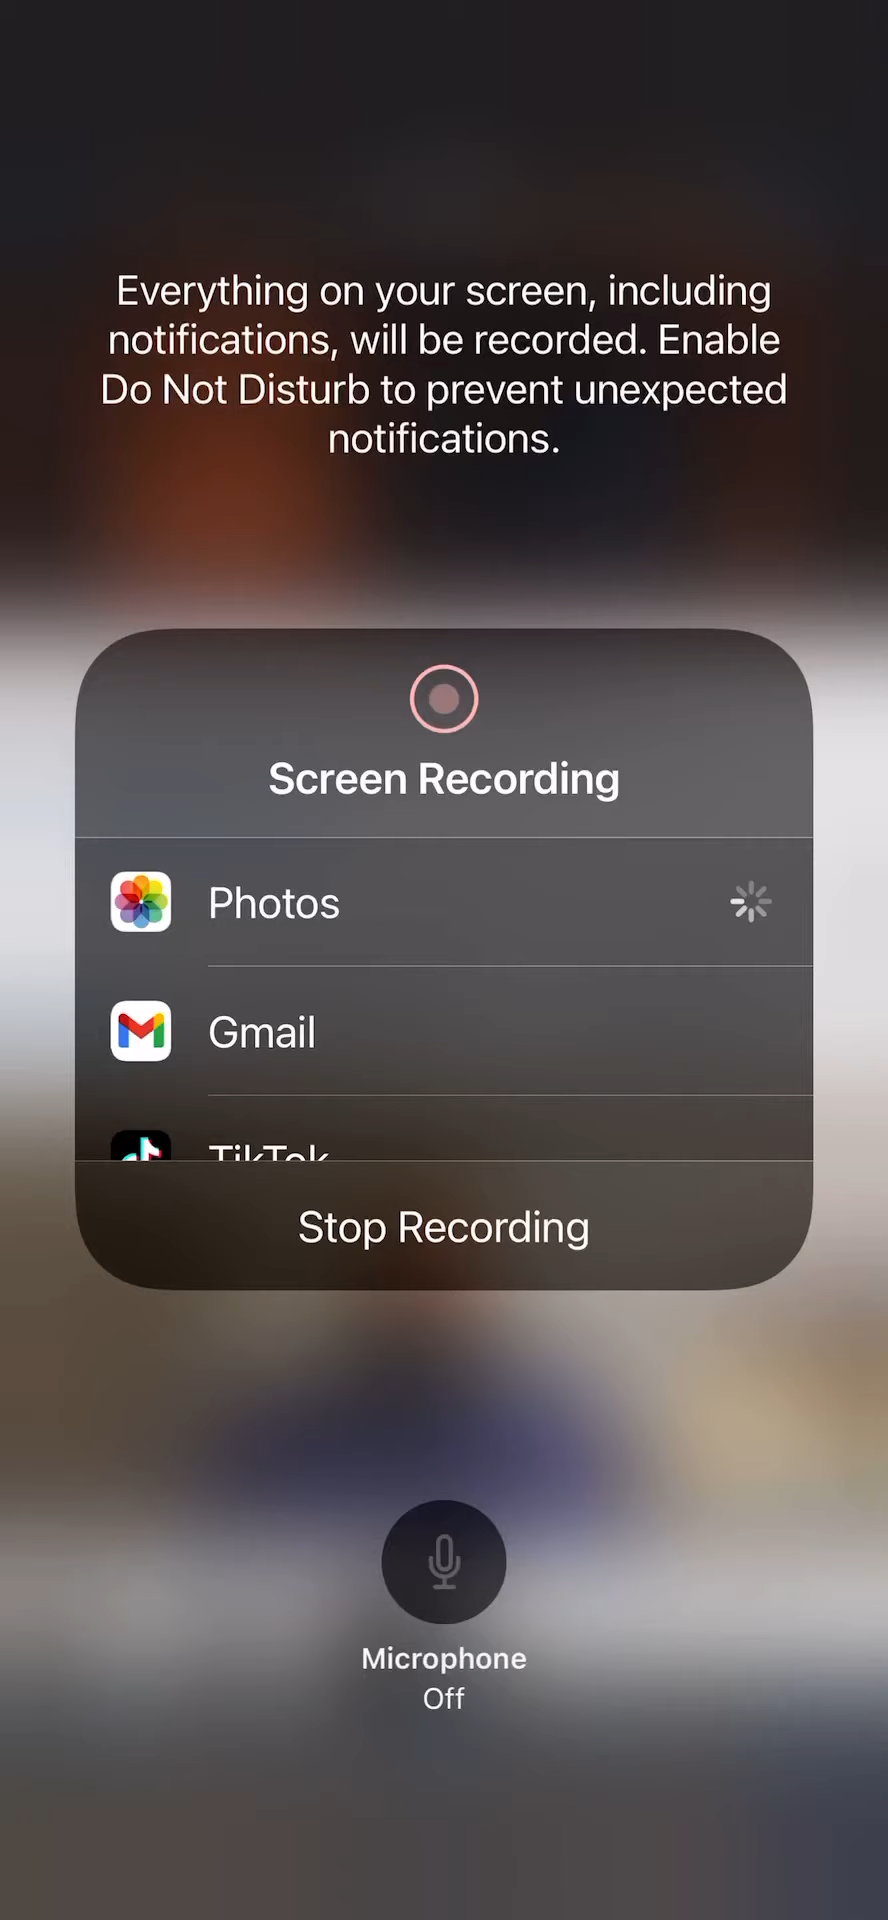 Everything on your screen, including
notifications, will be recorded. Enable
Do Not Disturb to prevent unexpected
notifications.
Screen Recording
Photos
Gmail
TikTok
Stop Recording
Microphone
Off